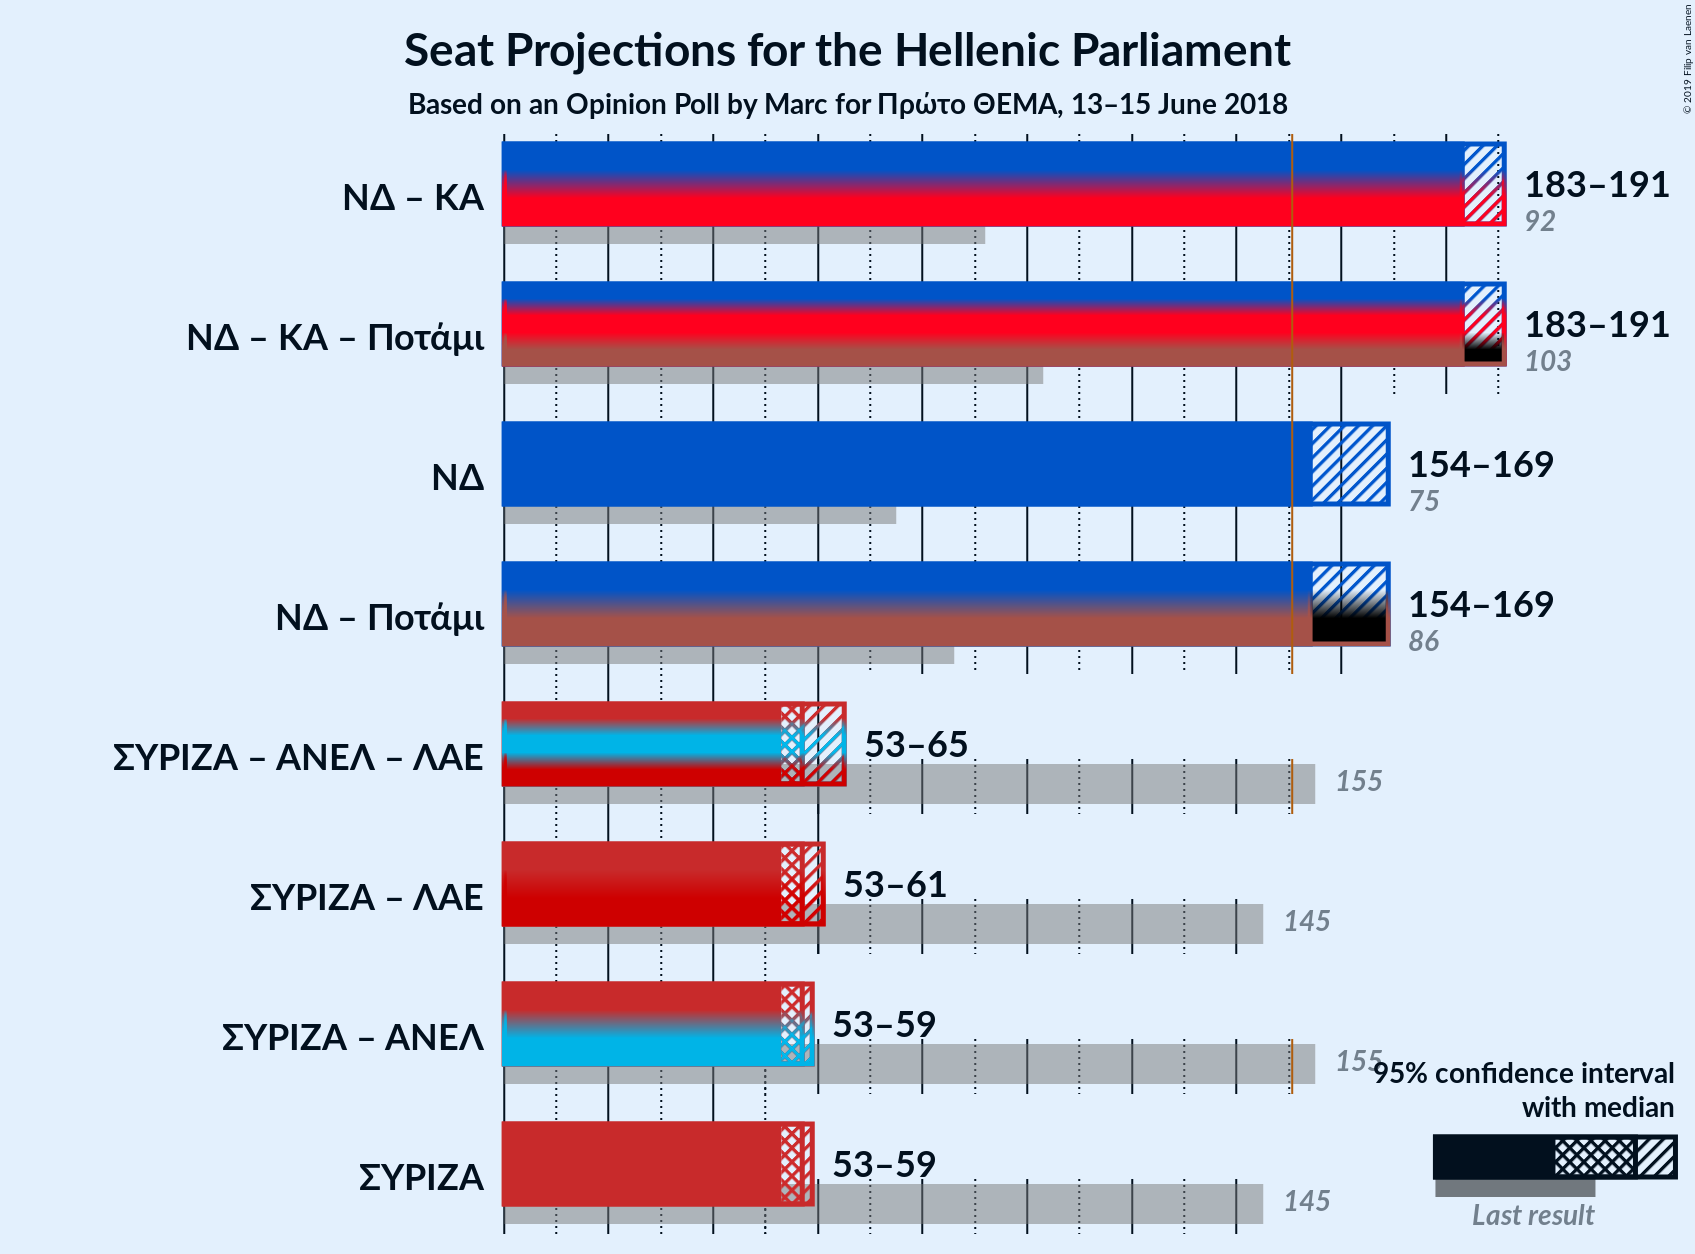 Seat Projections for the Hellenic Parliament
Based on an Opinion Poll by Marc for Πρώτο ΘΕΜΑ, 13–15 June 2018
© 2019 Filip van Laenen
ΝΔ – ΚΑ
183–191
92
ΝΔ – ΚΑ – Ποτάμι
183–191
103
ΝΔ
154–169
75
ΝΔ – Ποτάμι
154–169
86
ΣΥΡΙΖΑ – ΑΝΕΛ – ΛΑΕ
53–65
155
ΣΥΡΙΖΑ – ΛΑΕ
53–61
145
ΣΥΡΙΖΑ – ΑΝΕΛ
53–59
155
ΣΥΡΙΖΑ
53–59
145
95% confidence interval
with median
Last result